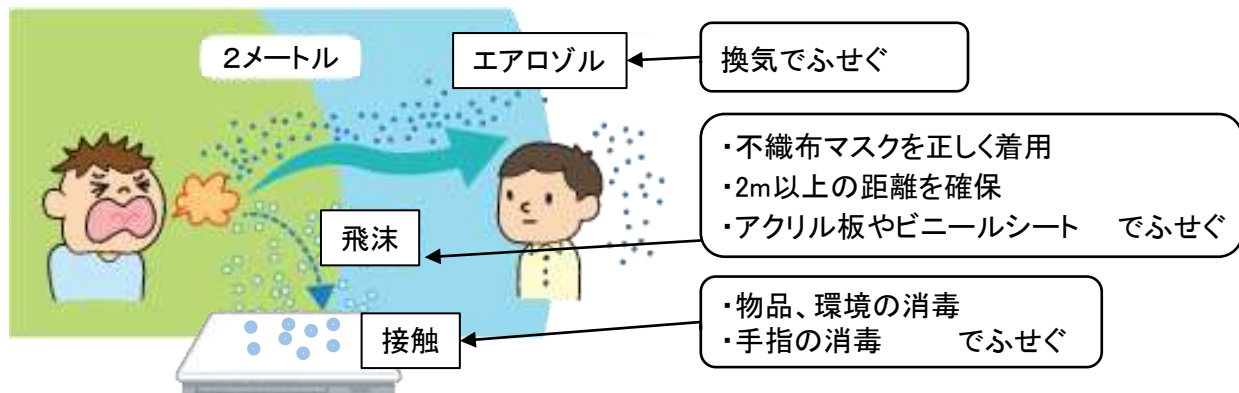 2メートル
エアロゾル
換気でふせぐ
・不織布マスクを正しく着用
・2m以上の距離を確保
・アクリル板やビニールシート でふせぐ
飛沫
・物品、環境の消毒
・手指の消毒 でふせぐ
接触